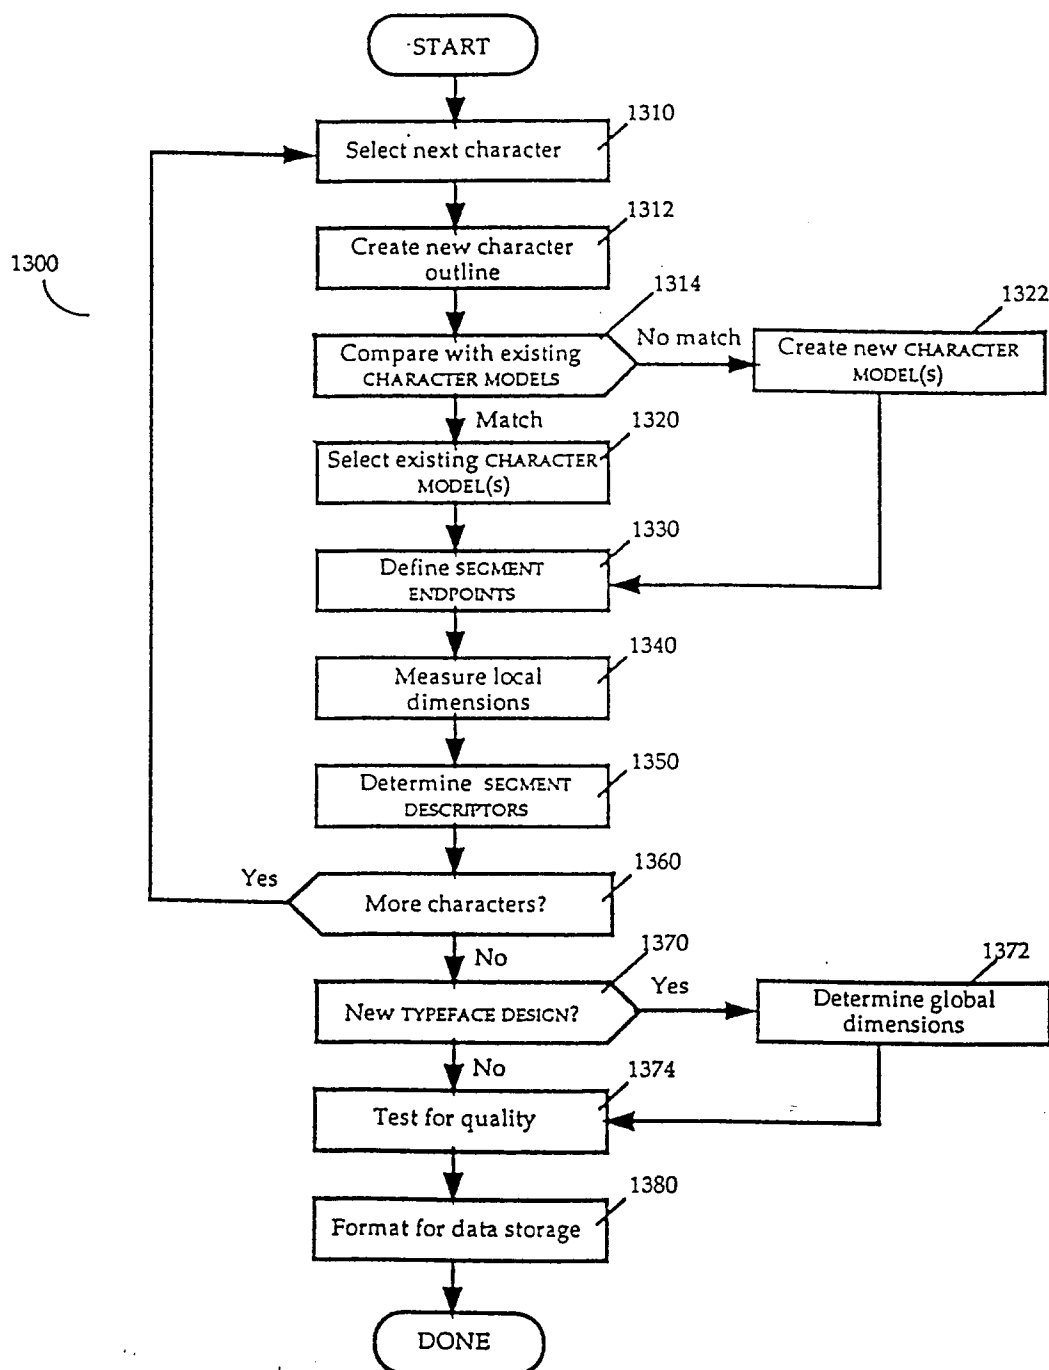 START
1310
Select next character
1312
Create new character
outline
1300
1314
1322
Compare with existing
CHARACTER MODELS
No match
Create new CHARACTER
MODEL(S)
Match
1320
Select existing CHARACTER
MODEL(S)
1330
Define SEGMENT
ENDPOINTS
1340
Measure local
dimensions
1350
Determine SEGMENT
DESCRIPTORS
Yes
1360
More characters?
No
1370
1372
New TYPEFACE DESIGN?
Yes
Determine global
dimensions
No
1374
Test for quality
1380
Format for data storage
DONE